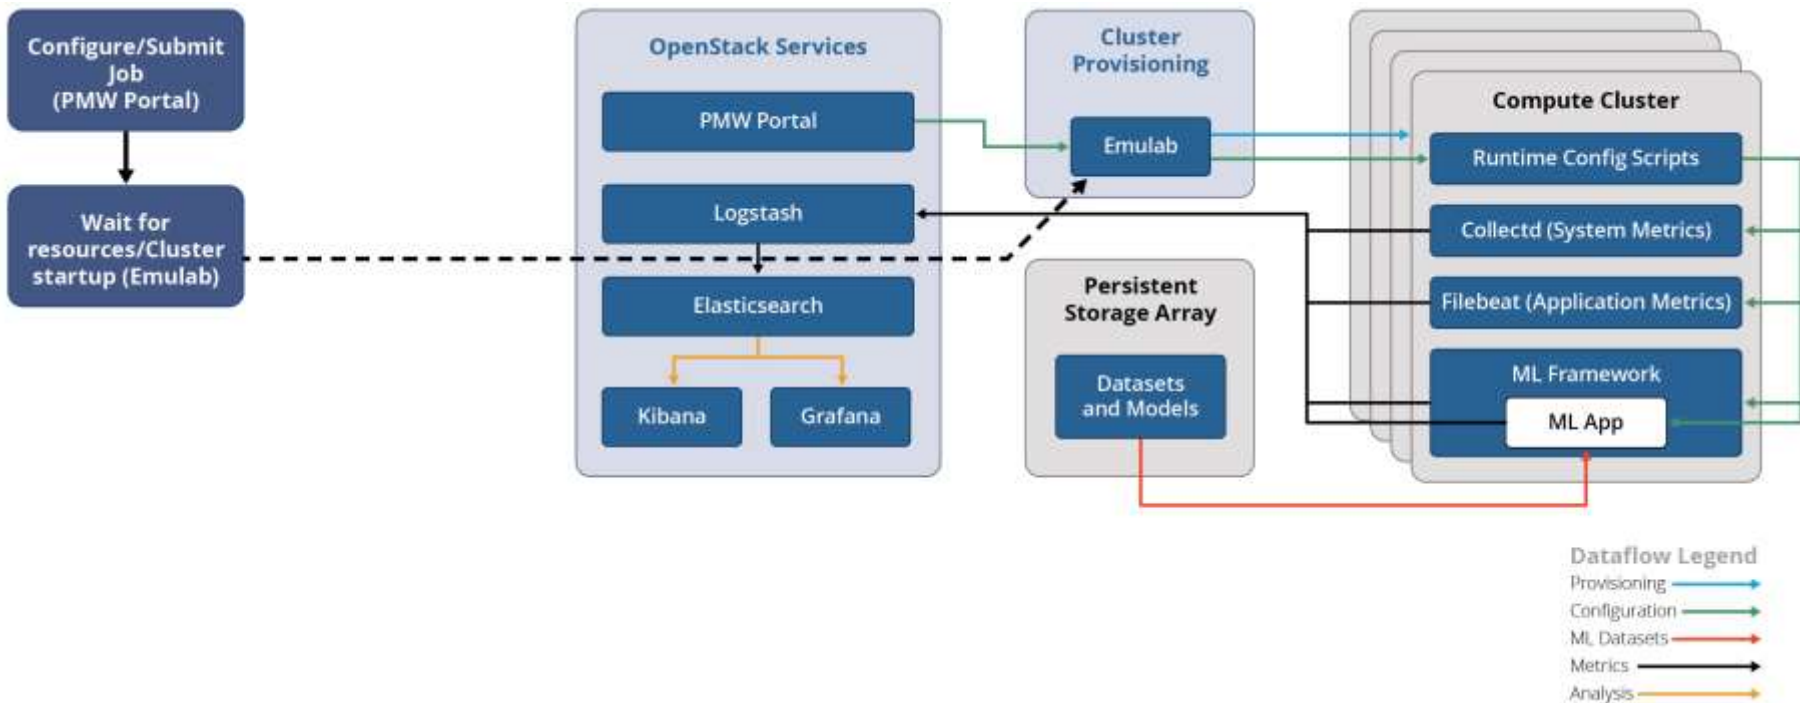 Configure/Submit
Job
(PMW Portal)
Wait for
resources/Cluster
startup (Emulab)
OpenStack Services
PMW Portal
Logstash
Elasticsearch
Kibana
Grafana
Cluster
Provisioning
Emulab
Persistent
Storage Array
Datasets
and Models
Compute Cluster
Runtime Config Scripts
Collectd (System Metrics)
Filebeat (Application Metrics)
ML Framework
ML App
Dataflow Legend
Provisioning
Configuration
ML Datasets
Metrics
Analysis